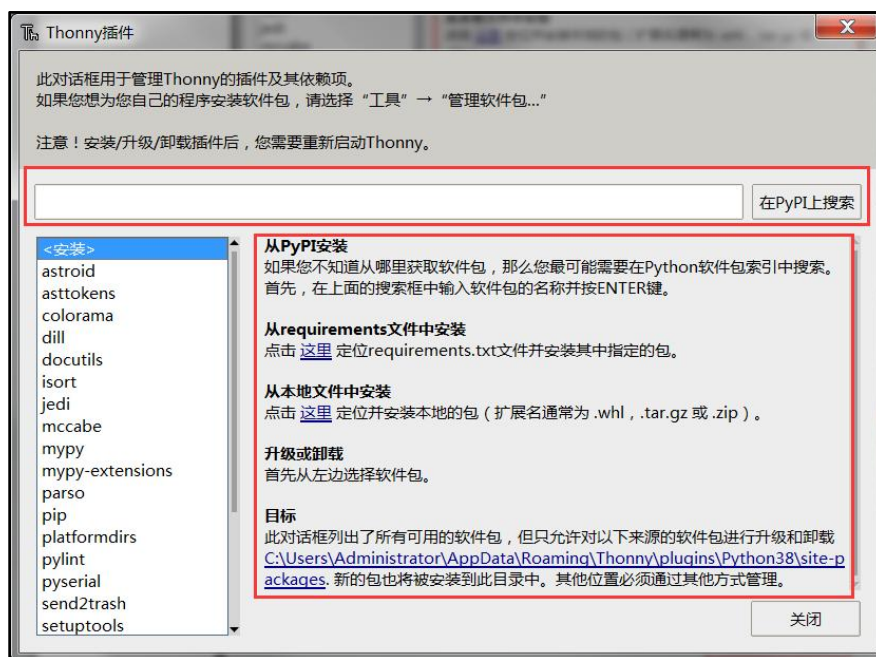 Thonny插件
此对话框用于管理Thonny的插件及其依赖项。
如果您想为您自己的程序安装软件包，请选择“工具”→“管理软件包...”
注意！安装/升级/卸载插件后，您需要重新启动Thonny。
在PyPI上搜索
<安装>
astroid
asttokens
colorama
dill
docutils
isort
jedi
mccabe
mypy
mypy-extensions
parso
pip
platformdirs
pylint
pyserial
send2trash
setuptools
从PyPI安装
如果您不知道从哪里获取软件包，那么您最可能需要在Python软件包索引中搜索。
首先，在上面的搜索框中输入软件包的名称并按ENTER键。
从requirements文件中安装
点击 这里 定位requirements.txt文件并安装其中指定的包。
从本地文件中安装
点击 这里 定位并安装本地的包（扩展名通常为 .whl，.tar.gz 或 .zip）。
升级或卸载
首先从左边选择软件包。
目标
此对话框列出了所有可用的软件包，但只允许对以下来源的软件包进行升级和卸载
C:\Users\Administrator\AppData\Roaming\Thonny\plugins\Python38\site-p
ackages. 新的包也将被安装到此目录中。其他位置必须通过其他方式管理。
关闭